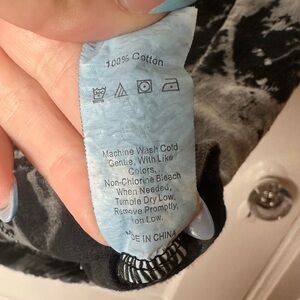 100% Cotton
Machine Wash Cold
Gentle, With Like
Colors,
Non-Chlorine Bleach
When Needed,
Tumble Dry Low,
Remove Promptly,
Iron Low,
MADE IN CHINA